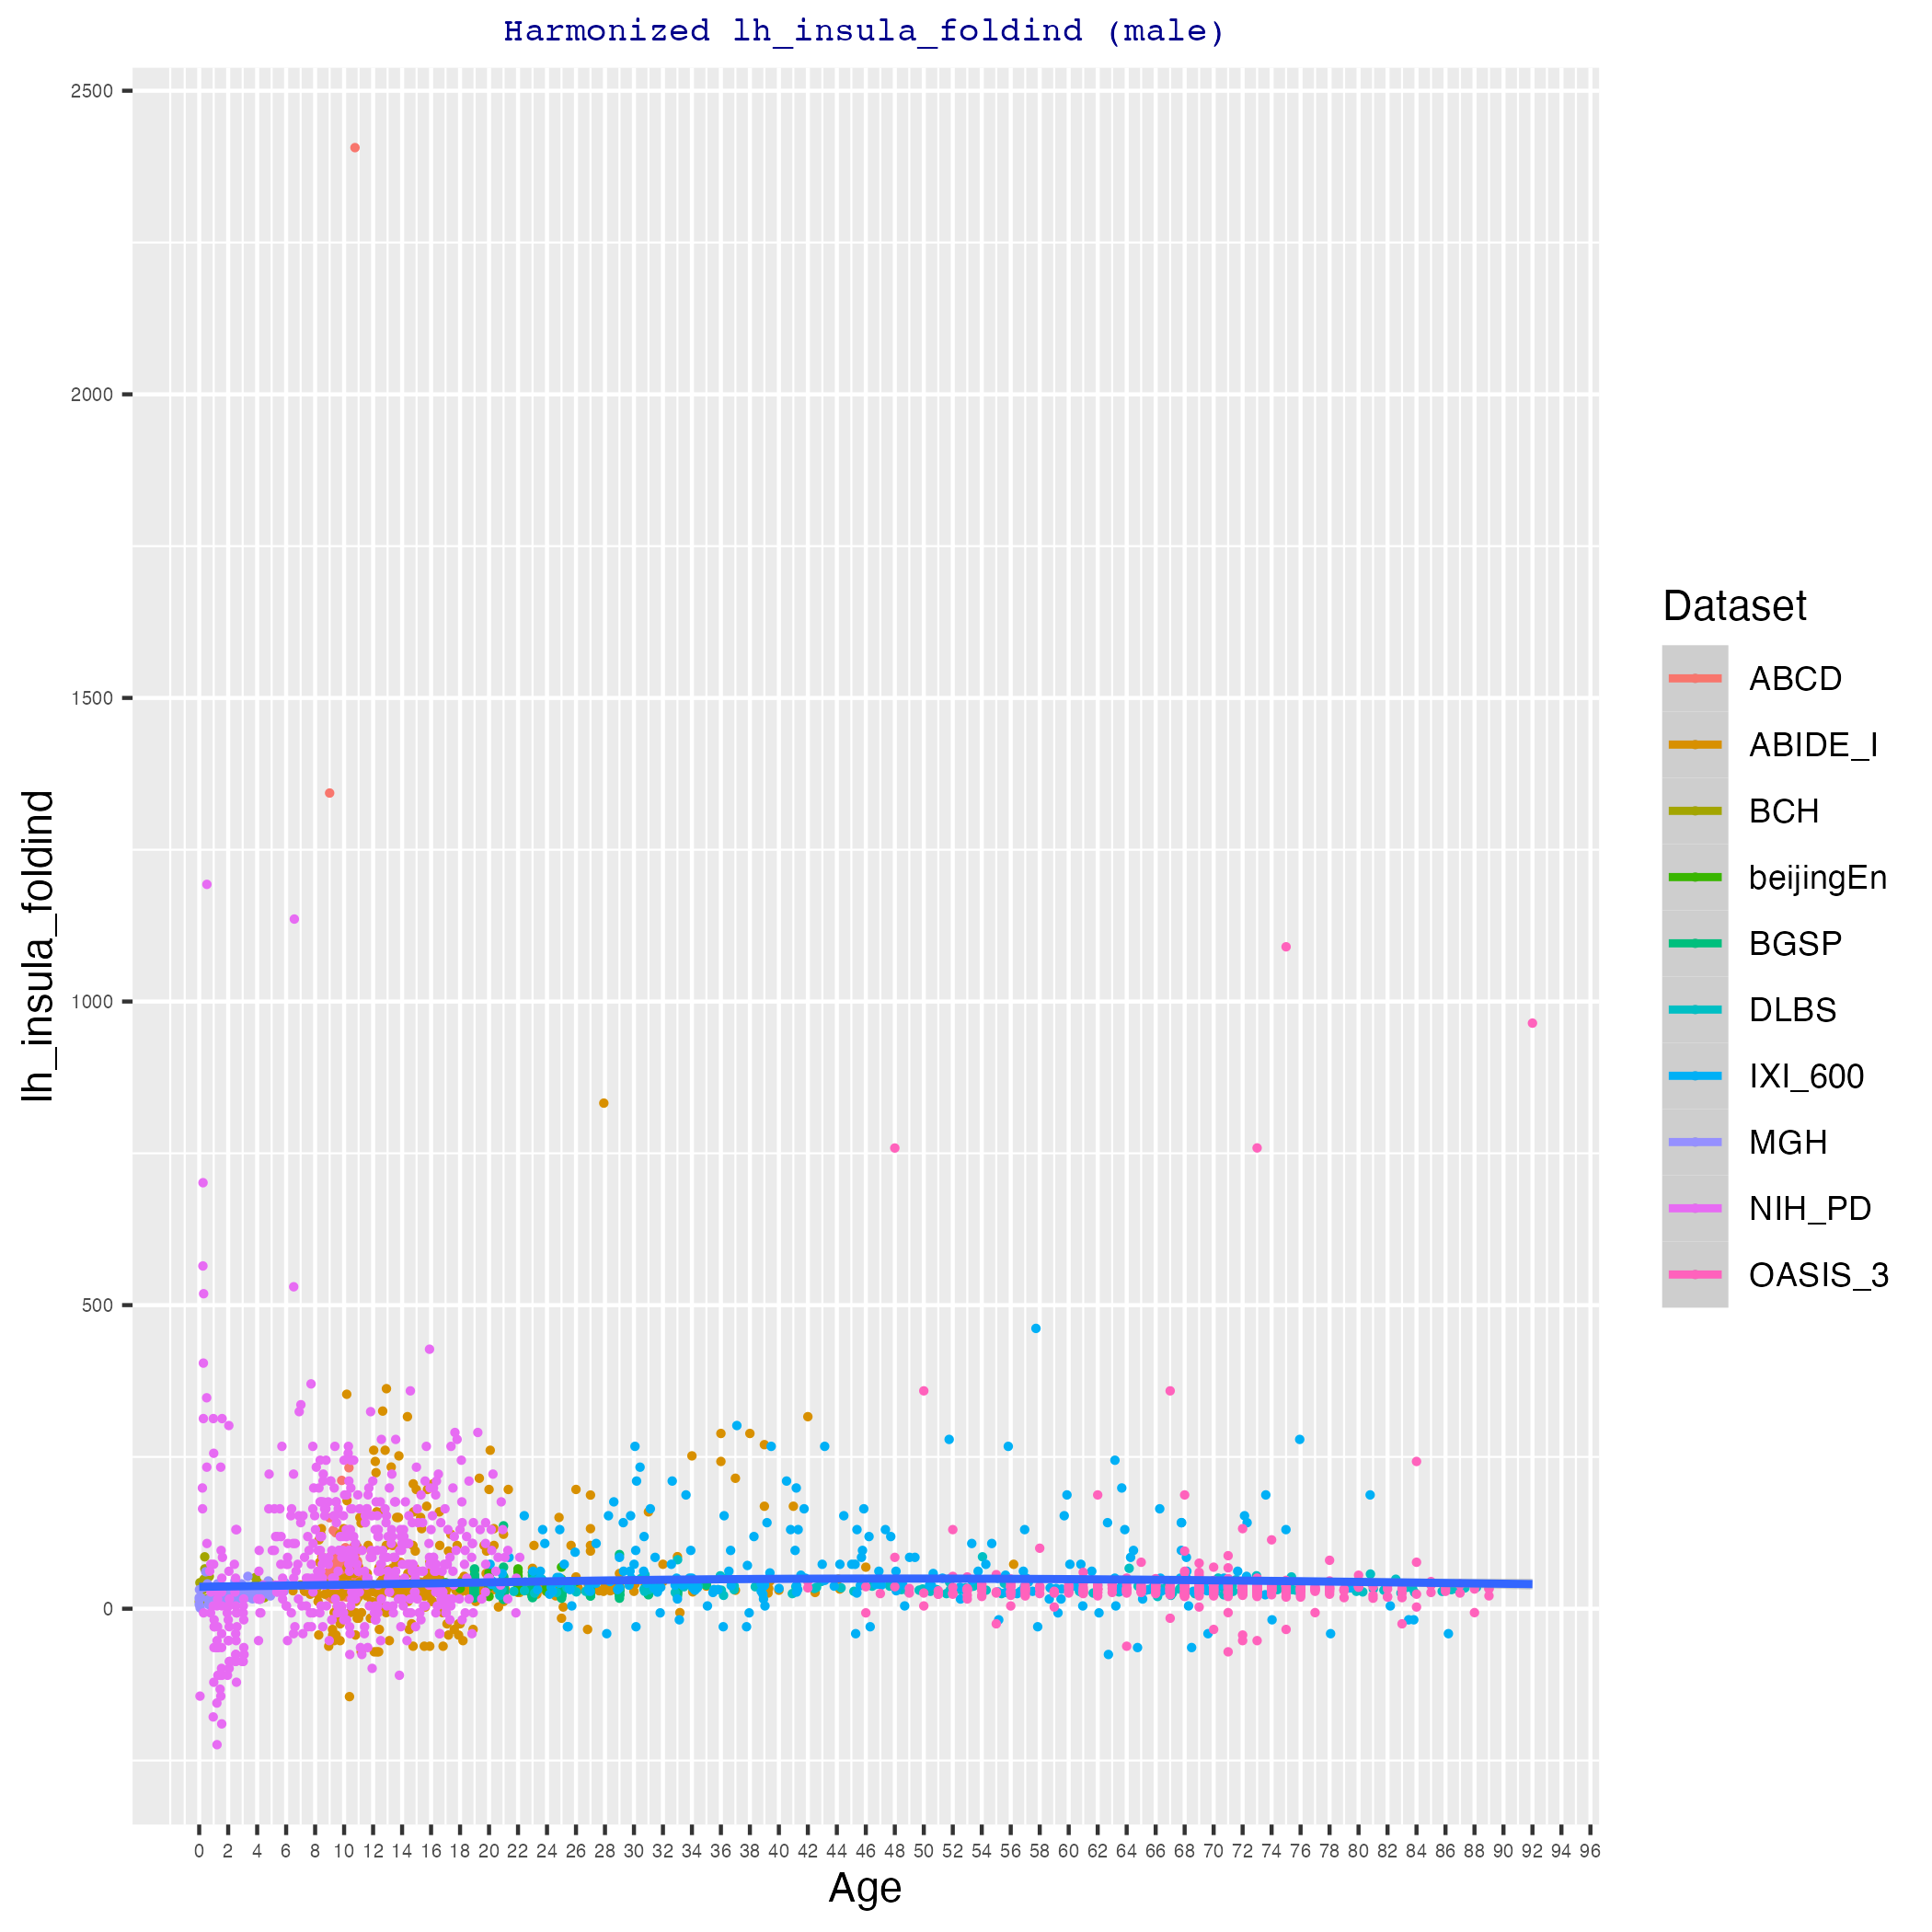 Harmonized lh_insula_foldind (male)
2500
2000
1500
1000
500
0
lh_insula_foldind
0 2 4 6 8 10 12 14 16 18 20 22 24 26 28 30 32 34 36 38 40 42 44 46 48 50 52 54 56 58 60 62 64 66 68 70 72 74 76 78 80 82 84 86 88 90 92 94 96
Age
Dataset
ABCD
ABIDE_I
BCH
beijingEn
BGSP
DLBS
IXI_600
MGH
NIH_PD
OASIS_3